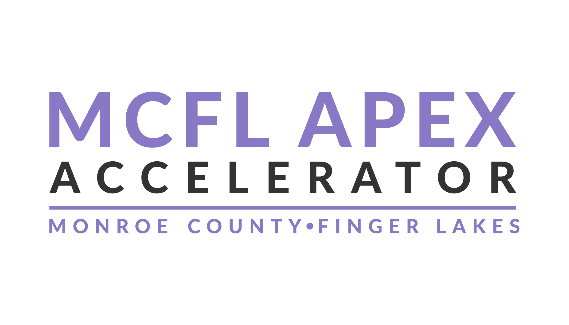 MCFL APEX
ACCELERATOR
MONROE COUNTY•FINGER LAKES